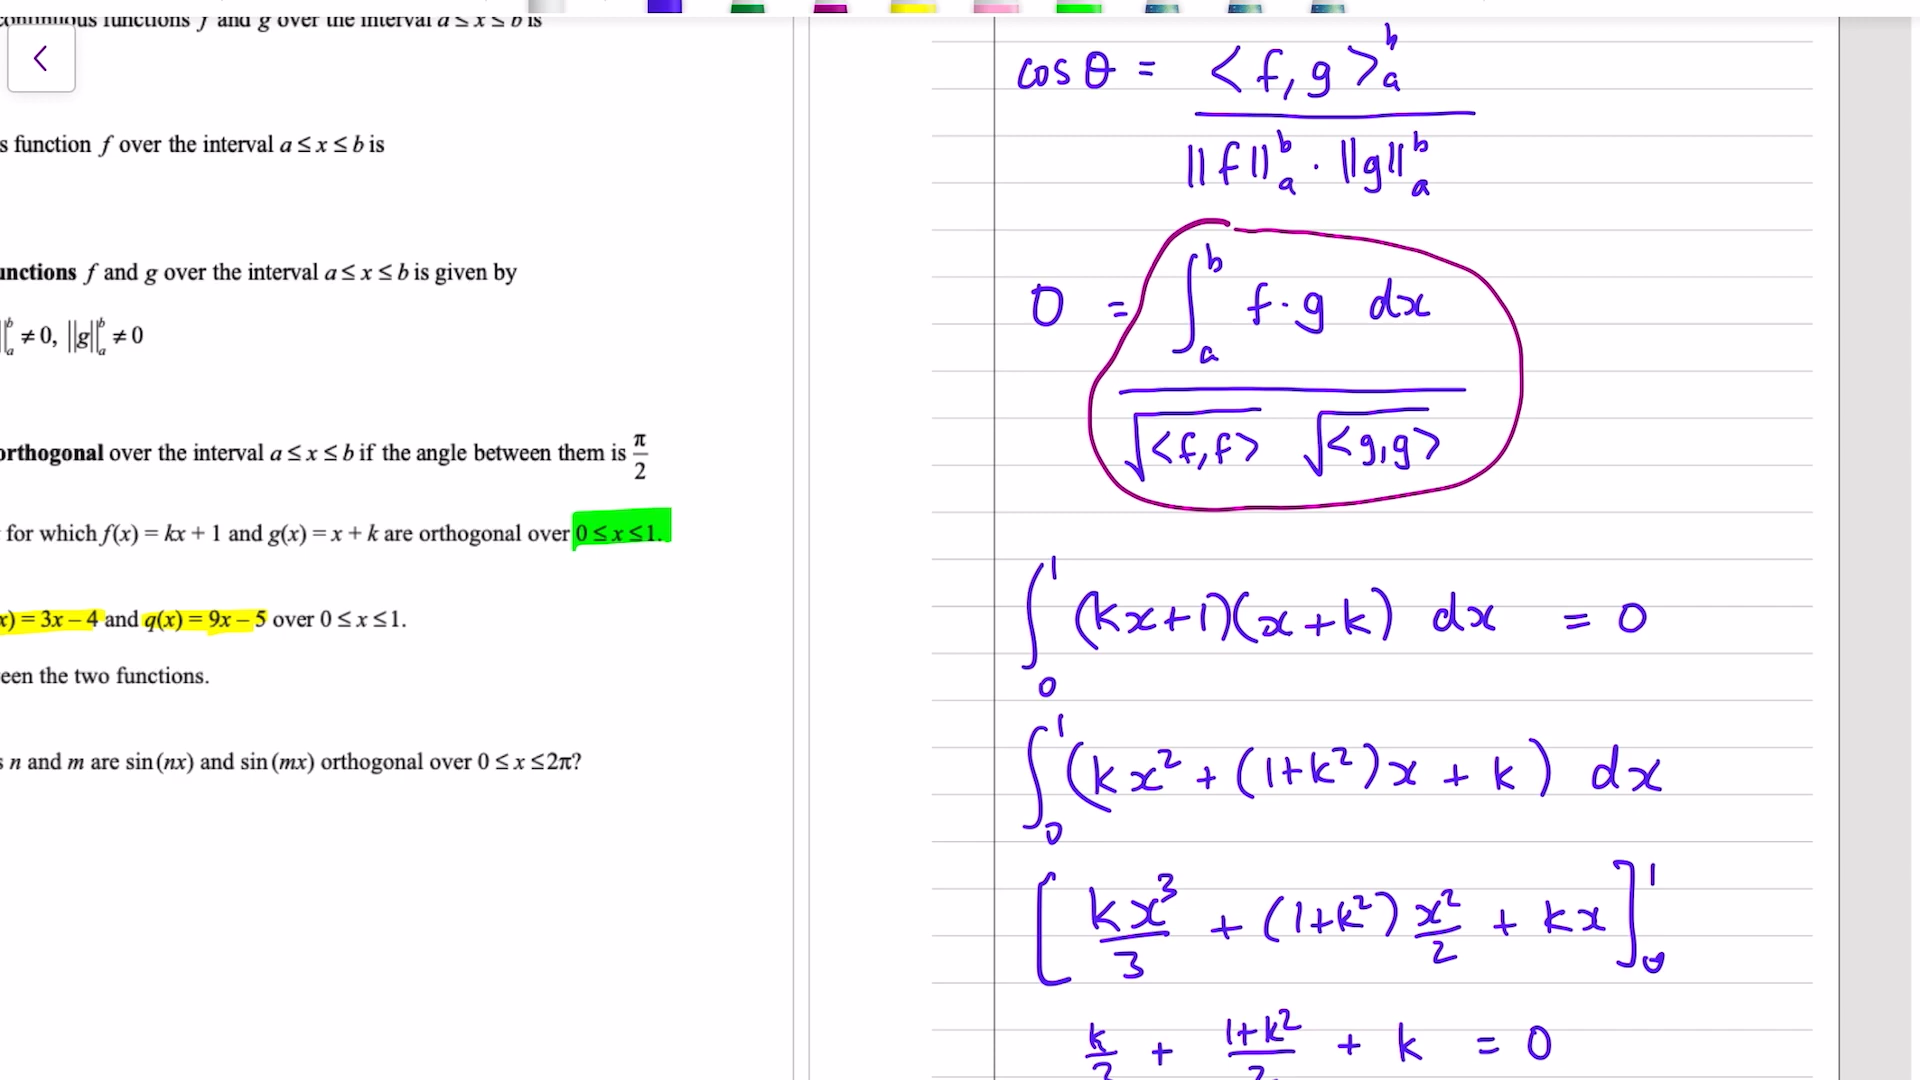 continuous functions f and g over the interval a ≤ x ≤ b is
s function f over the interval a ≤ x ≤ b is
unctions f and g over the interval a ≤ x ≤ b is given by
||ᵇₐ ≠ 0, ||g||ᵇₐ ≠ 0
orthogonal over the interval a ≤ x ≤ b if the angle between them is π/2
for which f(x) = kx + 1 and g(x) = x + k are orthogonal over 0 ≤ x ≤ 1.
x) = 3x – 4 and q(x) = 9x – 5 over 0 ≤ x ≤ 1.
een the two functions.
s n and m are sin(nx) and sin(mx) orthogonal over 0 ≤ x ≤ 2π?
cos θ = <f, g>ᵇₐ / ||f||ᵇₐ · ||g||ᵇₐ
0 = ∫ₐᵇ f·g dx / √<f,f> √<g,g>
∫₀¹ (kx+1)(x+k) dx = 0
∫₀¹ (kx² + (1+k²)x + k) dx
[kx³/3 + (1+k²) x²/2 + kx]₀¹
k/3 + 1+k²/2 + k = 0